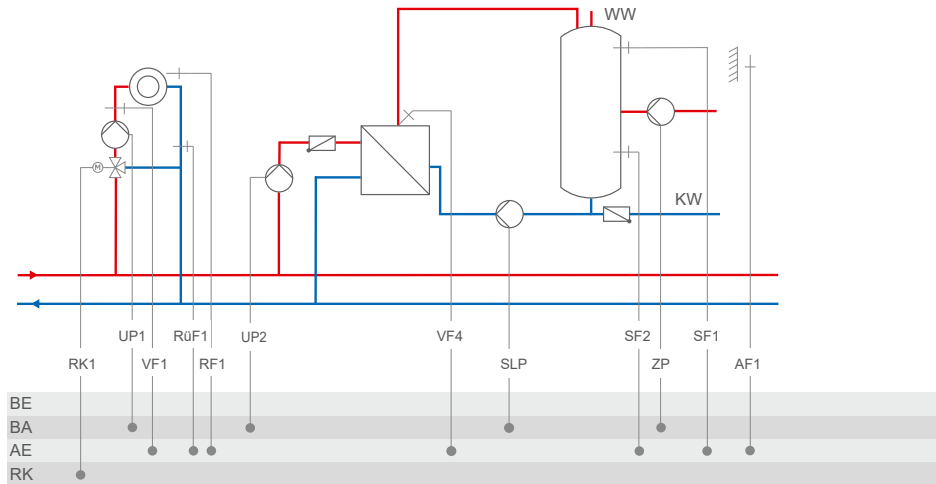 WW
M
KW
UP1 RüF1 UP2 VF4 SF2 SF1
RK1 VF1 RF1 SLP ZP AF1
BE
BA
AE
RK